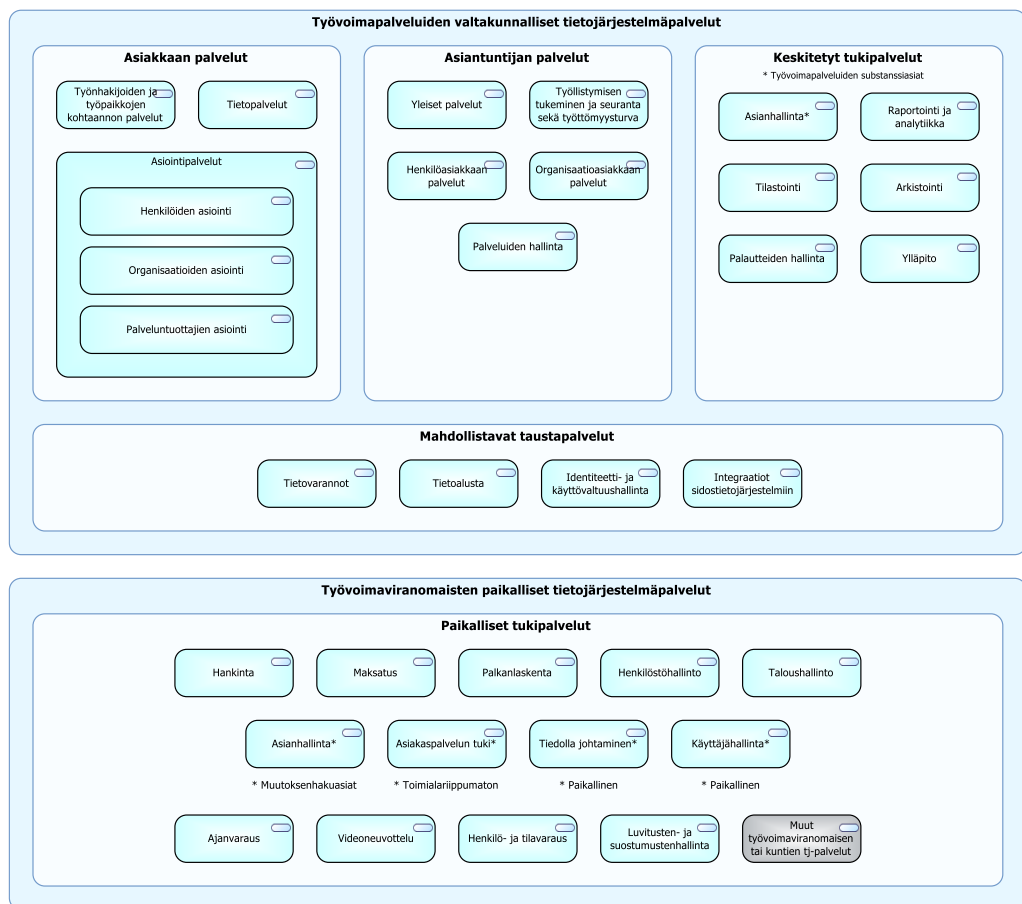 Työvoimapalveluiden valtakunnalliset tietojärjestelmäpalvelut
Asiakkaan palvelut
Työnhakijoiden ja
työpaikkojen
kohtaannon palvelut
Tietopalvelut
Asiointipalvelut
Henkilöiden asiointi
Organisaatioiden asiointi
Palveluntuottajien asiointi
Asiantuntijan palvelut
Yleiset palvelut
Työllistymisen
tukeminen ja seuranta
sekä työttömyysturva
Henkilöasiakkaan
palvelut
Organisaatioasiakkaan
palvelut
Palveluiden hallinta
Keskitetyt tukipalvelut
* Työvoimapalveluiden substanssiasiat
Asianhallinta*
Raportointi ja
analytiikka
Tilastointi
Arkistointi
Palautteiden hallinta
Ylläpito
Mahdollistavat taustapalvelut
Tietovarannot
Tietoalusta
Identiteetti- ja
käyttövaltuushallinta
Integraatiot
sidostietojärjestelmiin
Työvoimaviranomaisten paikalliset tietojärjestelmäpalvelut
Paikalliset tukipalvelut
Hankinta
Maksatus
Palkanlaskenta
Henkilöstöhallinto
Taloushallinto
Asianhallinta*
Asiakaspalvelun tuki*
Tiedolla johtaminen*
Käyttäjähallinta*
* Muutoksenhakuasiat
* Toimialariippumaton
* Paikallinen
* Paikallinen
Ajanvaraus
Videoneuvottelu
Henkilö- ja tilavaraus
Luvitusten- ja
suostumustenhallinta
Muut
työvoimaviranomaisen
tai kuntien tj-palvelut